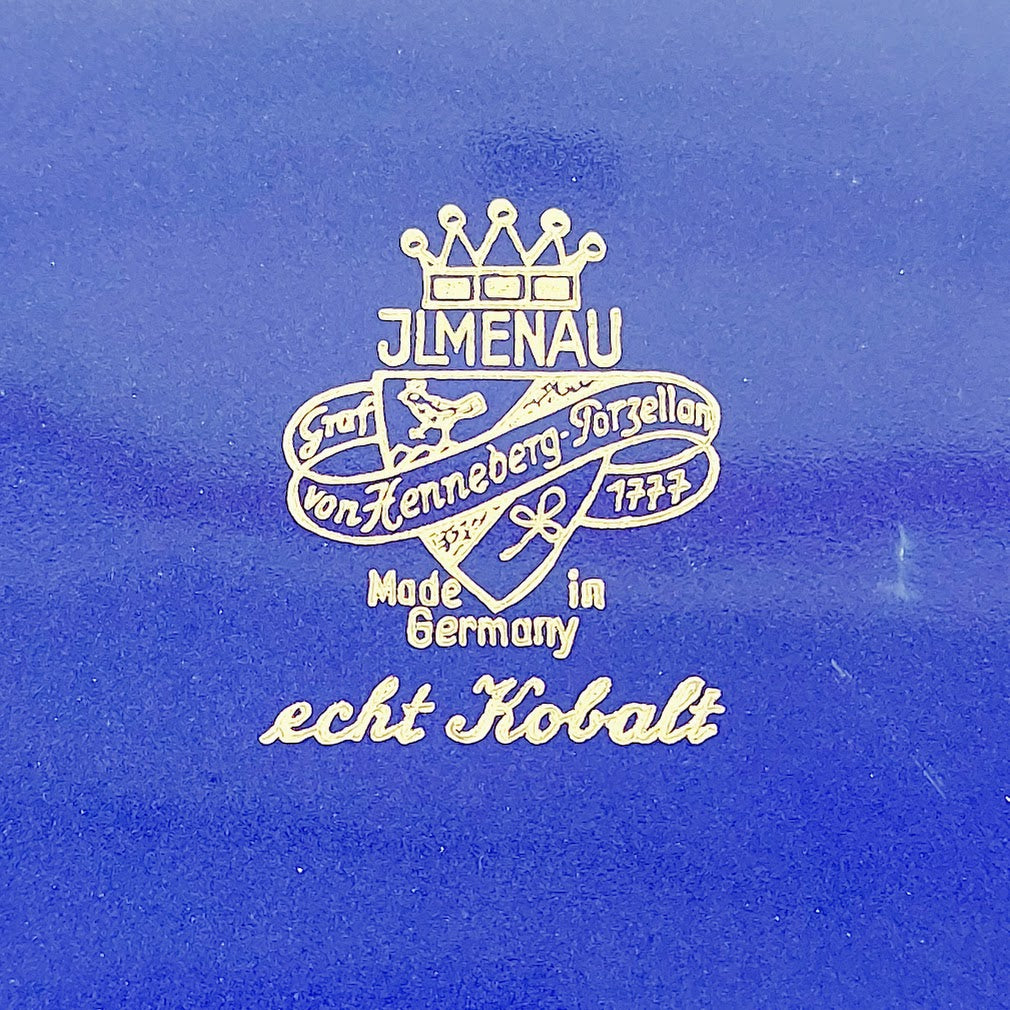 JLMENAU
Graf
von Henneberg-Porzellan
1777
Made in
Germany
echt Kobalt